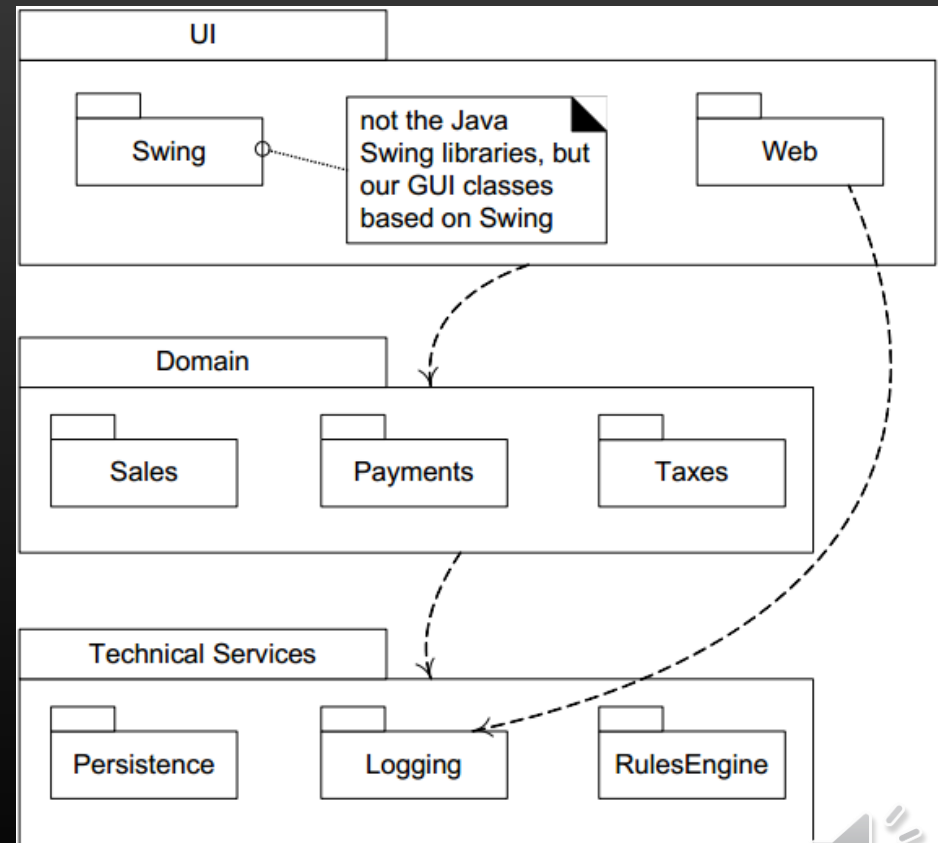 UI
Swing
not the Java
Swing libraries, but
our GUI classes
based on Swing
Web
Domain
Sales
Payments
Taxes
Technical Services
Persistence
Logging
RulesEngine